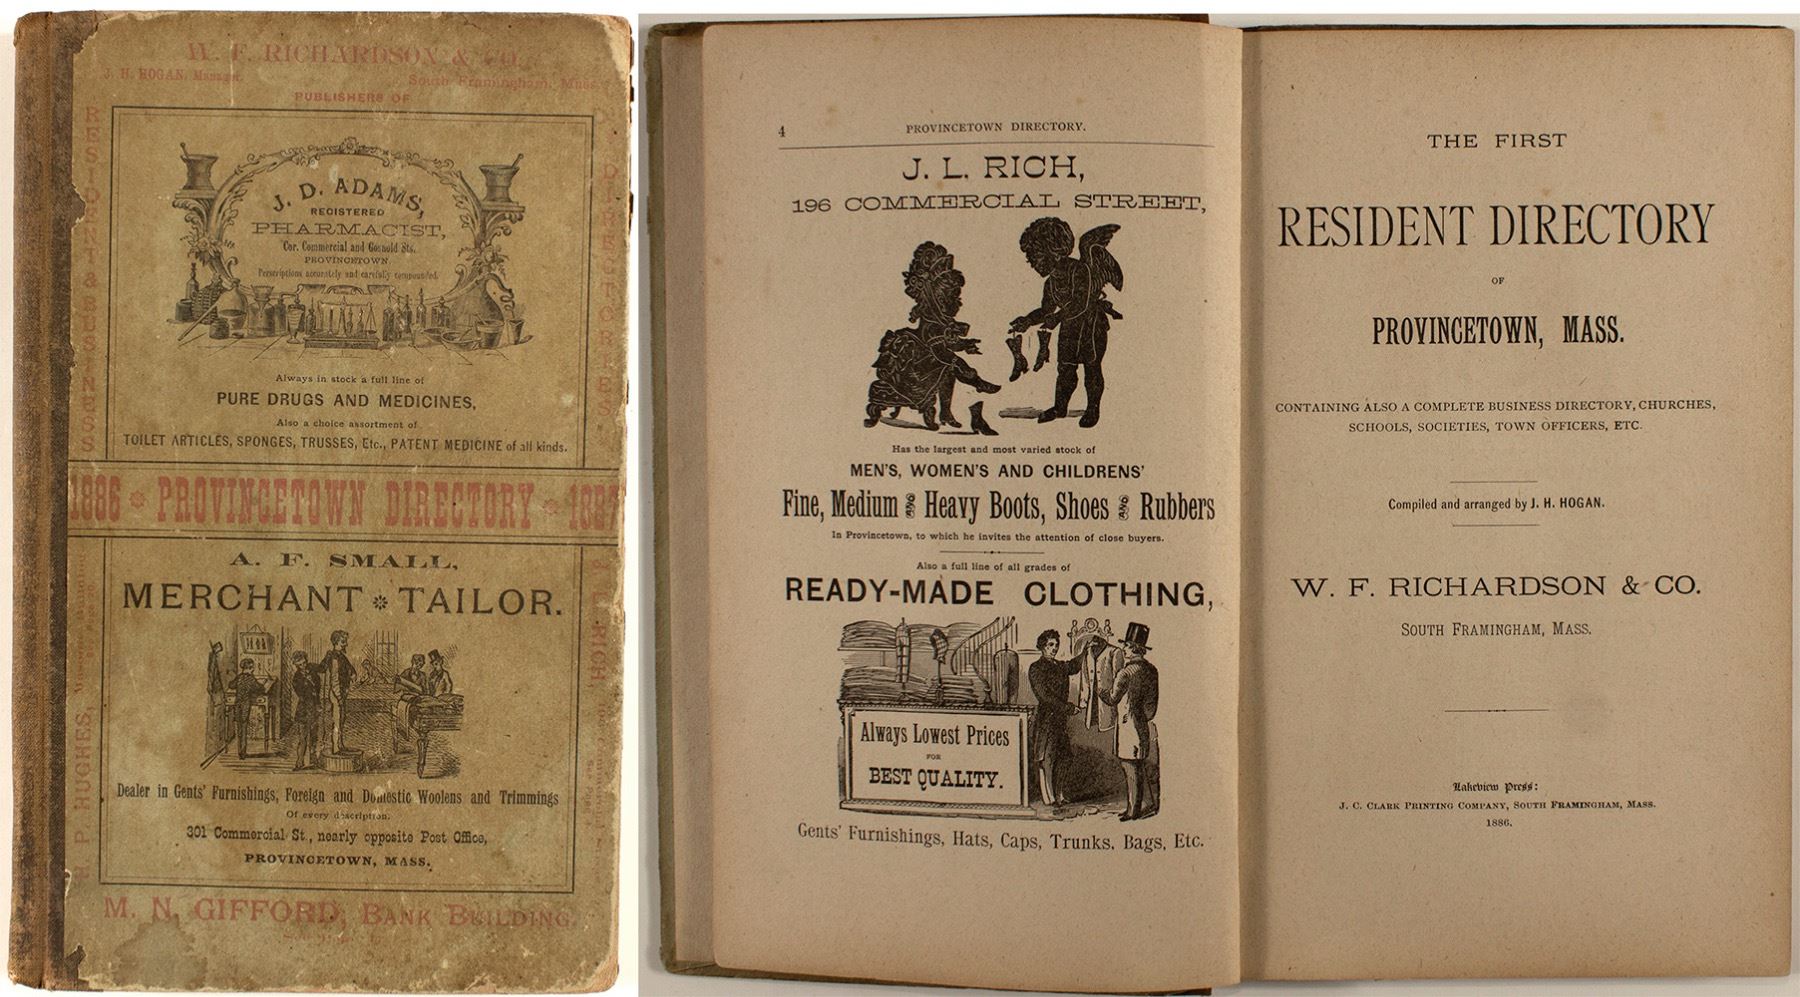 W. F. RICHARDSON & CO.
J. H. HOGAN, Manager.
South Framingham, Mass.
PUBLISHERS OF
RESIDENT & BUSINESS
DIRECTORIES
J. D. ADAMS,
REGISTERED
PHARMACIST,
Cor. Commercial and Gosnold Sts.
PROVINCETOWN.
Perscriptions accurately and carefully compounded.
Always in stock a full line of
PURE DRUGS AND MEDICINES,
Also a choice assortment of
TOILET ARTICLES, SPONGES, TRUSSES, Etc., PATENT MEDICINE of all kinds.
1886 PROVINCETOWN DIRECTORY 1887
A. F. SMALL,
MERCHANT TAILOR.
Dealer in Gents' Furnishings, Foreign and Domestic Woolens and Trimmings
Of every description.
301 Commercial St., nearly opposite Post Office,
PROVINCETOWN, MASS.
P. HUGHES,
J. L. RICH,
M. N. GIFFORD, BANK BUILDING.
4
PROVINCETOWN DIRECTORY.
J. L. RICH,
196 COMMERCIAL STREET,
Has the largest and most varied stock of
MEN'S, WOMEN'S AND CHILDRENS'
Fine, Medium AND Heavy Boots, Shoes AND Rubbers
In Provincetown, to which he invites the attention of close buyers.
Also a full line of all grades of
READY-MADE CLOTHING,
Always Lowest Prices
FOR
BEST QUALITY.
Gents' Furnishings, Hats, Caps, Trunks, Bags, Etc.
THE FIRST
RESIDENT DIRECTORY
OF
PROVINCETOWN, MASS.
CONTAINING ALSO A COMPLETE BUSINESS DIRECTORY, CHURCHES,
SCHOOLS, SOCIETIES, TOWN OFFICERS, ETC.
Compiled and arranged by J. H. HOGAN.
W. F. RICHARDSON & CO.
SOUTH FRAMINGHAM, MASS.
Lakeview Press:
J. C. CLARK PRINTING COMPANY, SOUTH FRAMINGHAM, MASS.
1886.